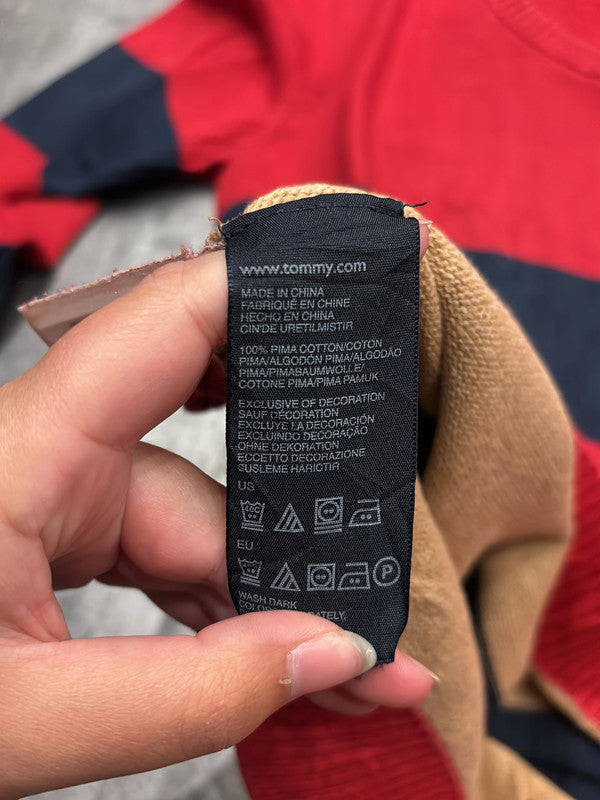 www.tommy.com
MADE IN CHINA
FABRIQUÉ EN CHINE
HECHO EN CHINA
CIN'DE URETILMISTIR
100% PIMA COTTON/COTON
PIMA/ALGODÓN PIMA/ALGODÃO
PIMA/PIMABAUMWOLLE/
COTONE PIMA/PIMA PAMUK
EXCLUSIVE OF DECORATION
SAUF DÉCORATION
EXCLUYE LA DECORACIÓN
EXCLUINDO DECORAÇÃO
OHNE DEKORATION
ECCETTO DECORAZIONE
SUSLEME HARICTIR
US
40C
EU
P
WASH DARK